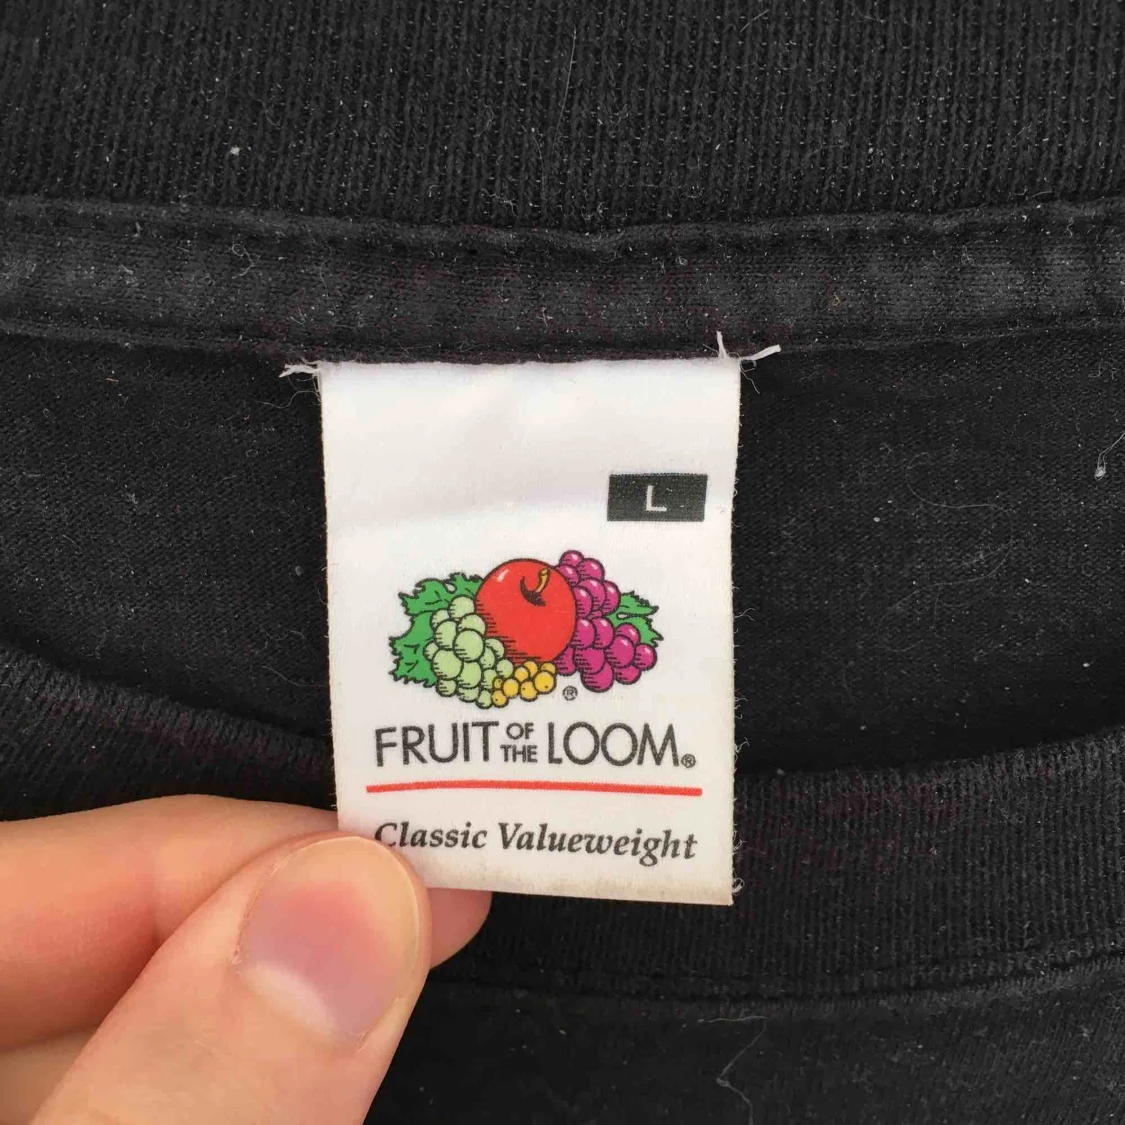 L
®
FRUIT OF THE LOOM®
Classic Valueweight